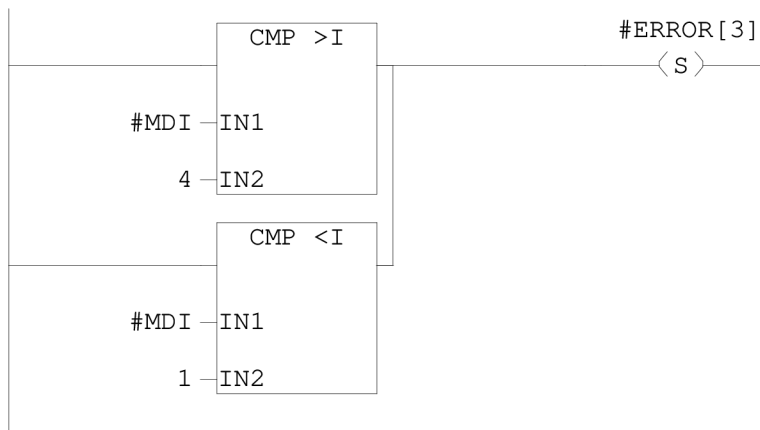 CMP >I
#ERROR[3]
S
#MDI IN1
4 IN2
CMP <I
#MDI IN1
1 IN2